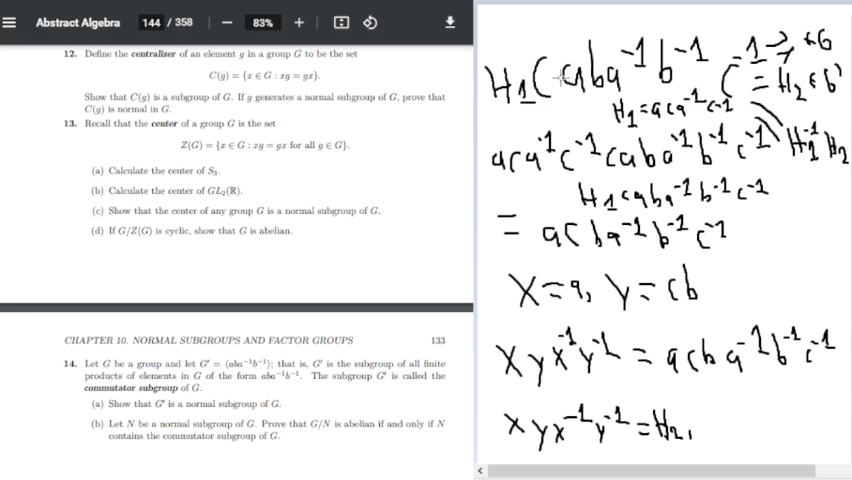 Abstract Algebra 144 / 358 − 83% +
12. Define the centralizer of an element g in a group G to be the set
C(g) = {x ∈ G : xg = gx}.
Show that C(g) is a subgroup of G. If g generates a normal subgroup of G, prove that
C(g) is normal in G.
13. Recall that the center of a group G is the set
Z(G) = {x ∈ G : xg = gx for all g ∈ G}.
(a) Calculate the center of S₃.
(b) Calculate the center of GL₂(ℝ).
(c) Show that the center of any group G is a normal subgroup of G.
(d) If G/Z(G) is cyclic, show that G is abelian.
CHAPTER 10. NORMAL SUBGROUPS AND FACTOR GROUPS 133
14. Let G be a group and let G′ = ⟨aba⁻¹b⁻¹⟩; that is, G′ is the subgroup of all finite
products of elements in G of the form aba⁻¹b⁻¹. The subgroup G′ is called the
commutator subgroup of G.
(a) Show that G′ is a normal subgroup of G.
(b) Let N be a normal subgroup of G. Prove that G/N is abelian if and only if N
contains the commutator subgroup of G.
H₁caba⁻¹b⁻¹c⁻¹
= H₂
H₁ = aca⁻¹c⁻¹
aca⁻¹c⁻¹caba⁻¹b⁻¹c⁻¹ H₁⁻¹H₂
H₁caba⁻¹b⁻¹c⁻¹
= acba⁻¹b⁻¹c⁻¹
X = a, Y = cb
xyx⁻¹y⁻¹ = acba⁻¹b⁻¹c⁻¹
xyx⁻¹y⁻¹ = H₂,